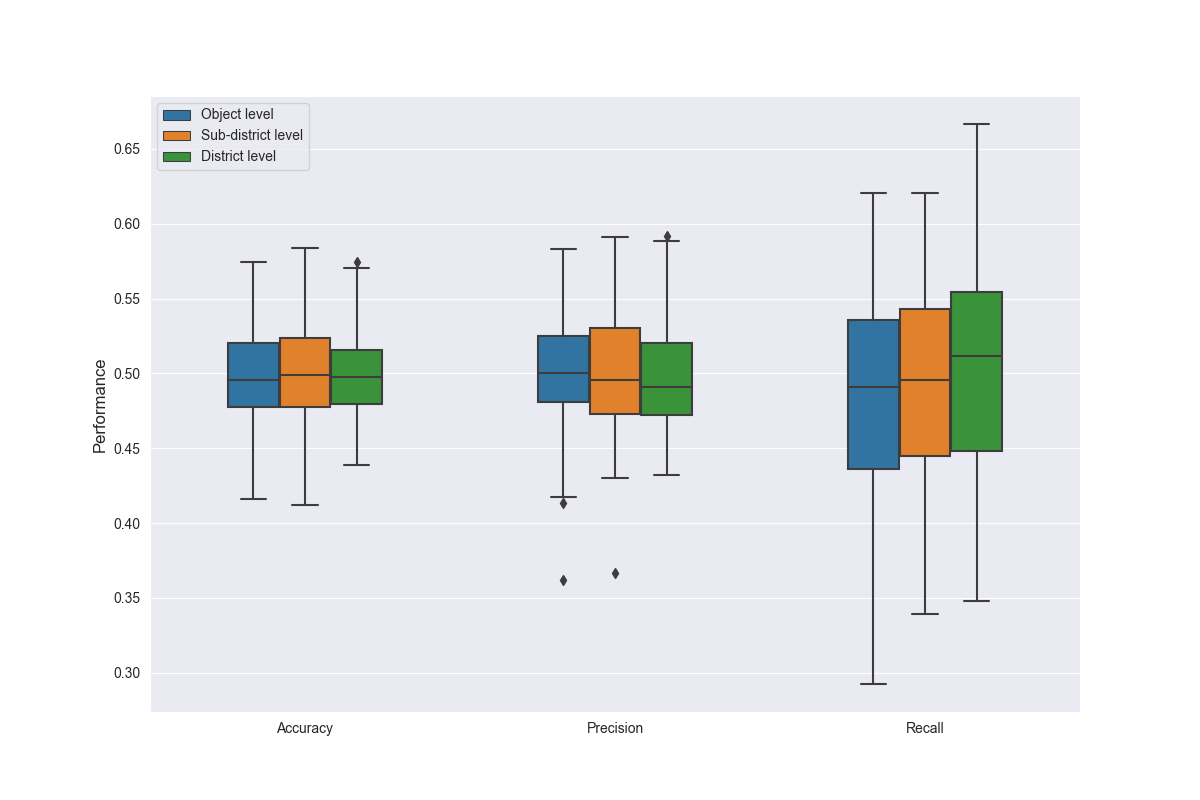 Object level
Sub-district level
District level
Performance
0.65
0.60
0.55
0.50
0.45
0.40
0.35
0.30
Accuracy
Precision
Recall